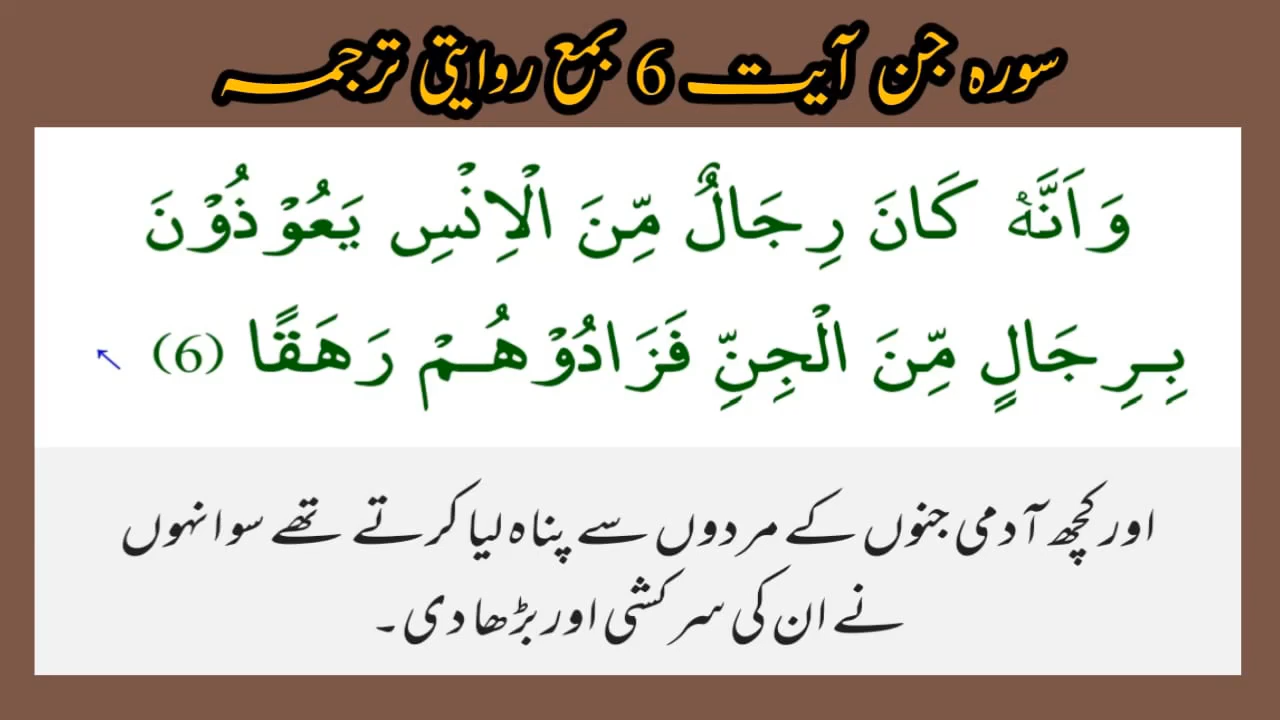 سورہ جن آیت 6 بمع روایتی ترجمہ
وَ اَنَّهٗ كَانَ رِجَالٌ مِّنَ الْاِنْسِ يَعُوْذُوْنَ
بِرِجَالٍ مِّنَ الْجِنِّ فَزَادُوْهُمْ رَهَقًا (6)
اور کچھ آدمی جنوں کے مردوں سے پناہ لیا کرتے تھے سو انہوں
نے ان کی سرکشی اور بڑھا دی۔